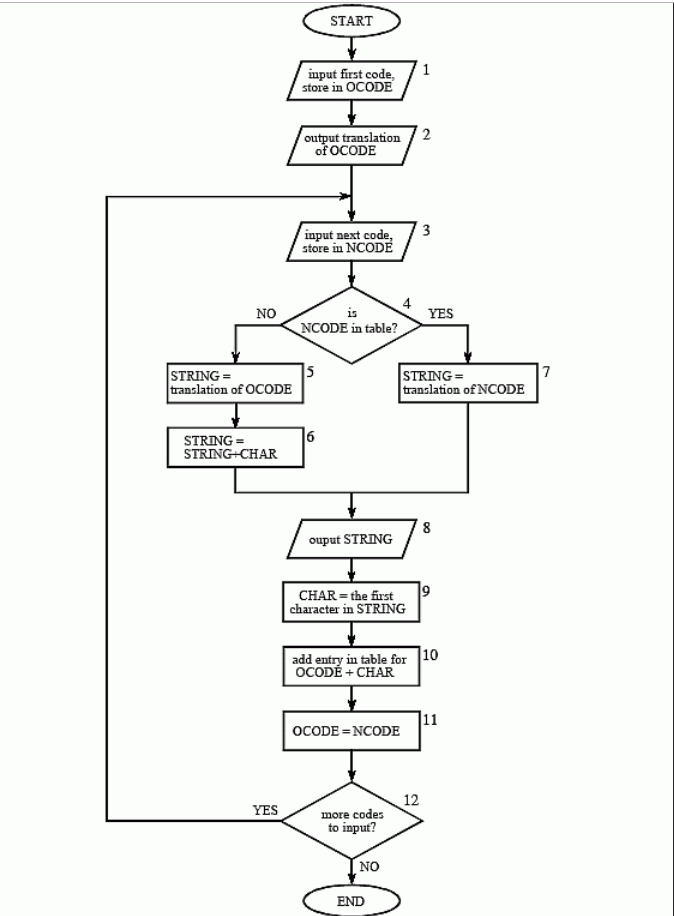 START
1
input first code,
store in OCODE
2
output translation
of OCODE
3
input next code,
store in NCODE
4
is
NCODE in table?
NO
YES
5
STRING =
translation of OCODE
7
STRING =
translation of NCODE
6
STRING =
STRING+CHAR
8
ouput STRING
9
CHAR = the first
character in STRING
10
add entry in table for
OCODE + CHAR
11
OCODE = NCODE
12
more codes
to input?
YES
NO
END